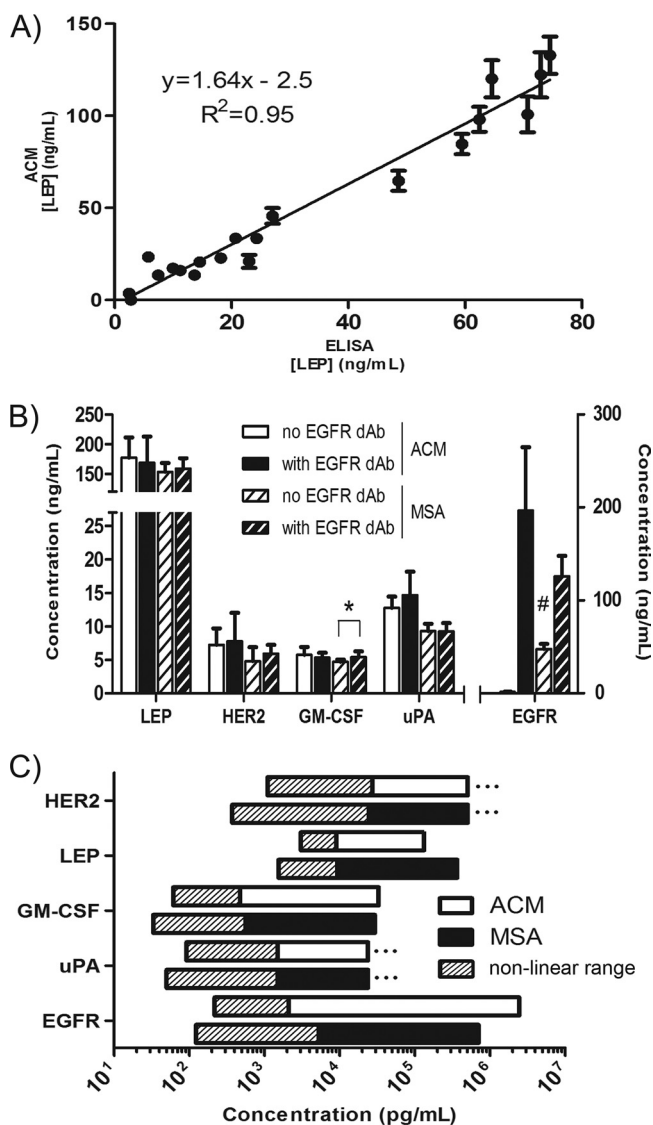 A)
150
100
50
0
ACM
[LEP] (ng/mL)
y=1.64x - 2.5
R²=0.95
0 20 40 60 80
ELISA
[LEP] (ng/mL)
B)
250
200
150
25
20
15
10
5
0
Concentration (ng/mL)
no EGFR dAb
with EGFR dAb
ACM
no EGFR dAb
with EGFR dAb
MSA
*
#
300
200
100
0
Concentration (ng/mL)
LEP HER2 GM-CSF uPA EGFR
C)
HER2
LEP
GM-CSF
uPA
EGFR
ACM
MSA
non-linear range
10¹ 10² 10³ 10⁴ 10⁵ 10⁶ 10⁷
Concentration (pg/mL)